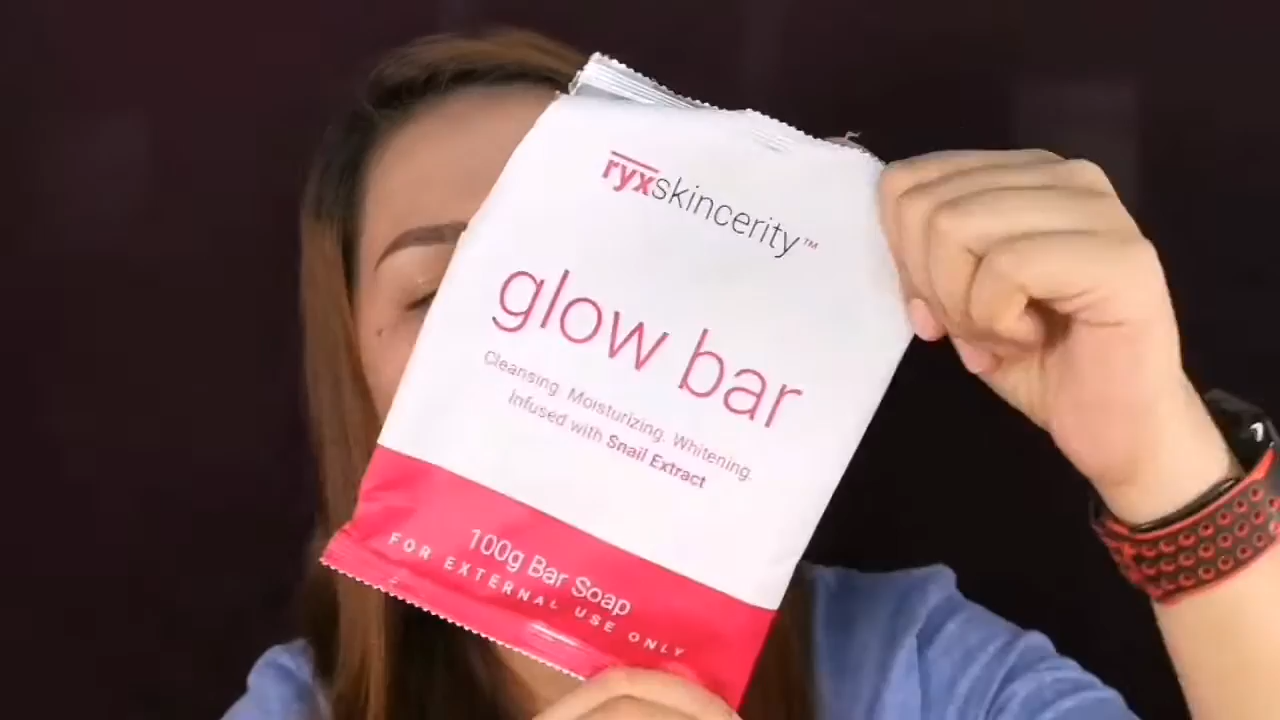 ryxskincerity™
glow bar
Cleansing. Moisturizing. Whitening.
Infused with Snail Extract
100g Bar Soap
FOR EXTERNAL USE ONLY